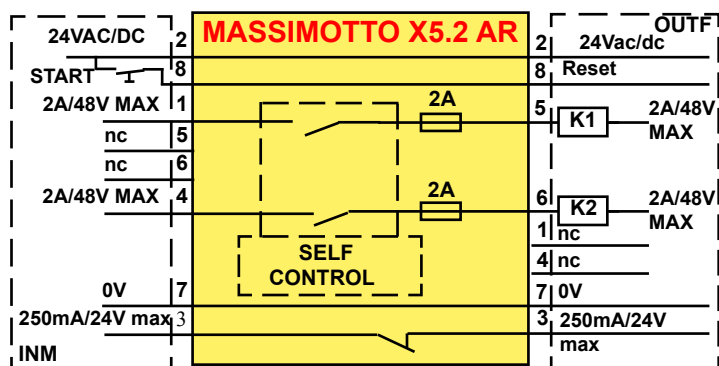 MASSIMOTTO X5.2 AR
OUTF
24VAC/DC 2
2 24Vac/dc
START 8
8 Reset
2A/48V MAX 1
2A
5 K1 2A/48V
MAX
nc 5
nc 6
2A/48V MAX 4
2A
6 K2 2A/48V
MAX
1 nc
4 nc
SELF
CONTROL
0V 7
7 0V
250mA/24V max 3
3 250mA/24V
max
INM